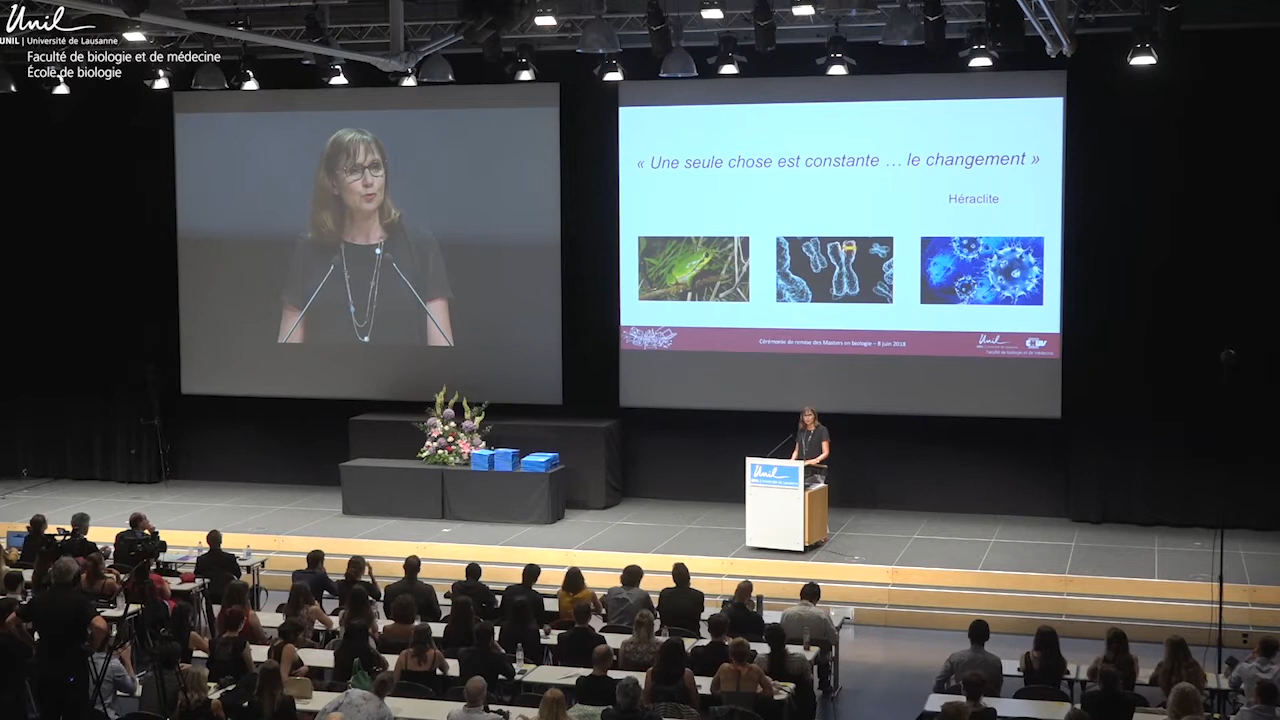 Unil
UNIL | Université de Lausanne
Faculté de biologie et de médecine
École de biologie
« Une seule chose est constante … le changement »
Héraclite
Cérémonie de remise des Masters en biologie – 8 juin 2018
Unil
Unil